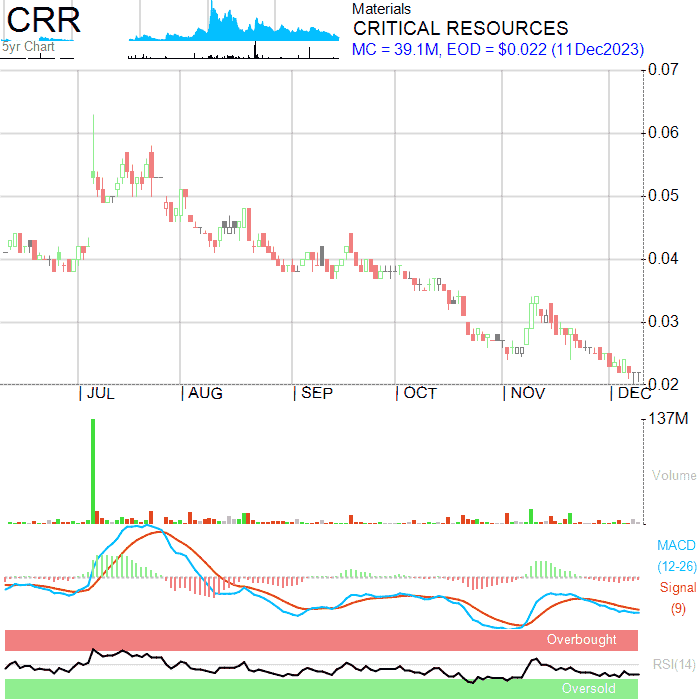 CRR
5yr Chart
Materials
CRITICAL RESOURCES
MC = 39.1M, EOD = $0.022 (11Dec2023)
0.07
0.06
0.05
0.04
0.03
0.02
JUL AUG SEP OCT NOV DEC
137M
Volume
MACD
(12-26)
Signal
(9)
Overbought
RSI(14)
Oversold